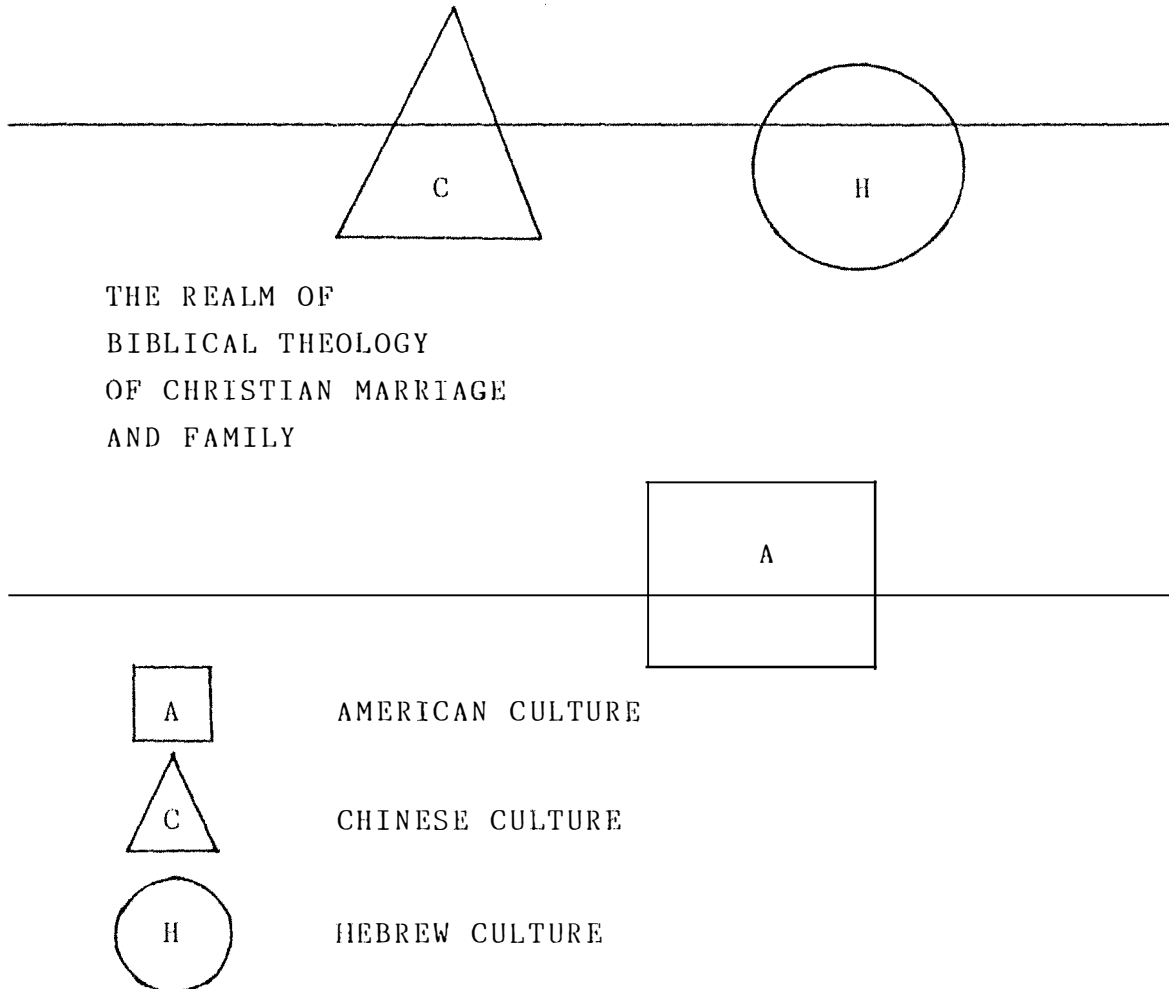 C
H
THE REALM OF
BIBLICAL THEOLOGY
OF CHRISTIAN MARRIAGE
AND FAMILY
A
A AMERICAN CULTURE
C CHINESE CULTURE
H HEBREW CULTURE